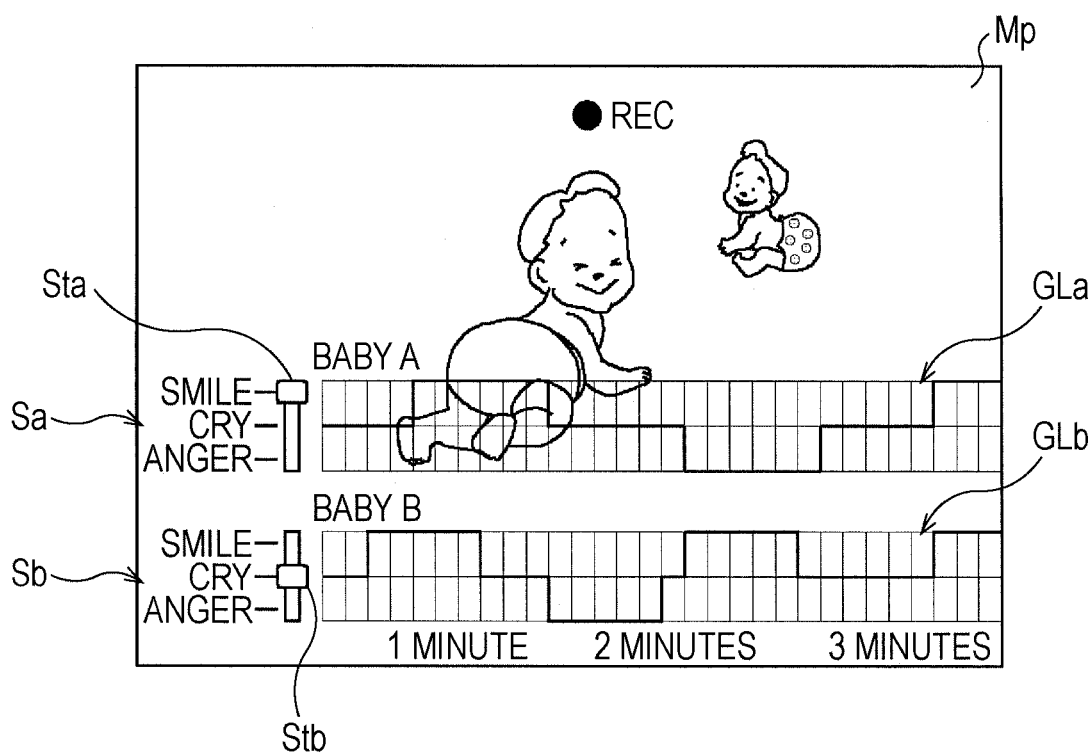 Mp
REC
Sta
GLa
BABY A
SMILE
Sa
CRY
ANGER
GLb
BABY B
SMILE
Sb
CRY
ANGER
1 MINUTE 2 MINUTES 3 MINUTES
Stb